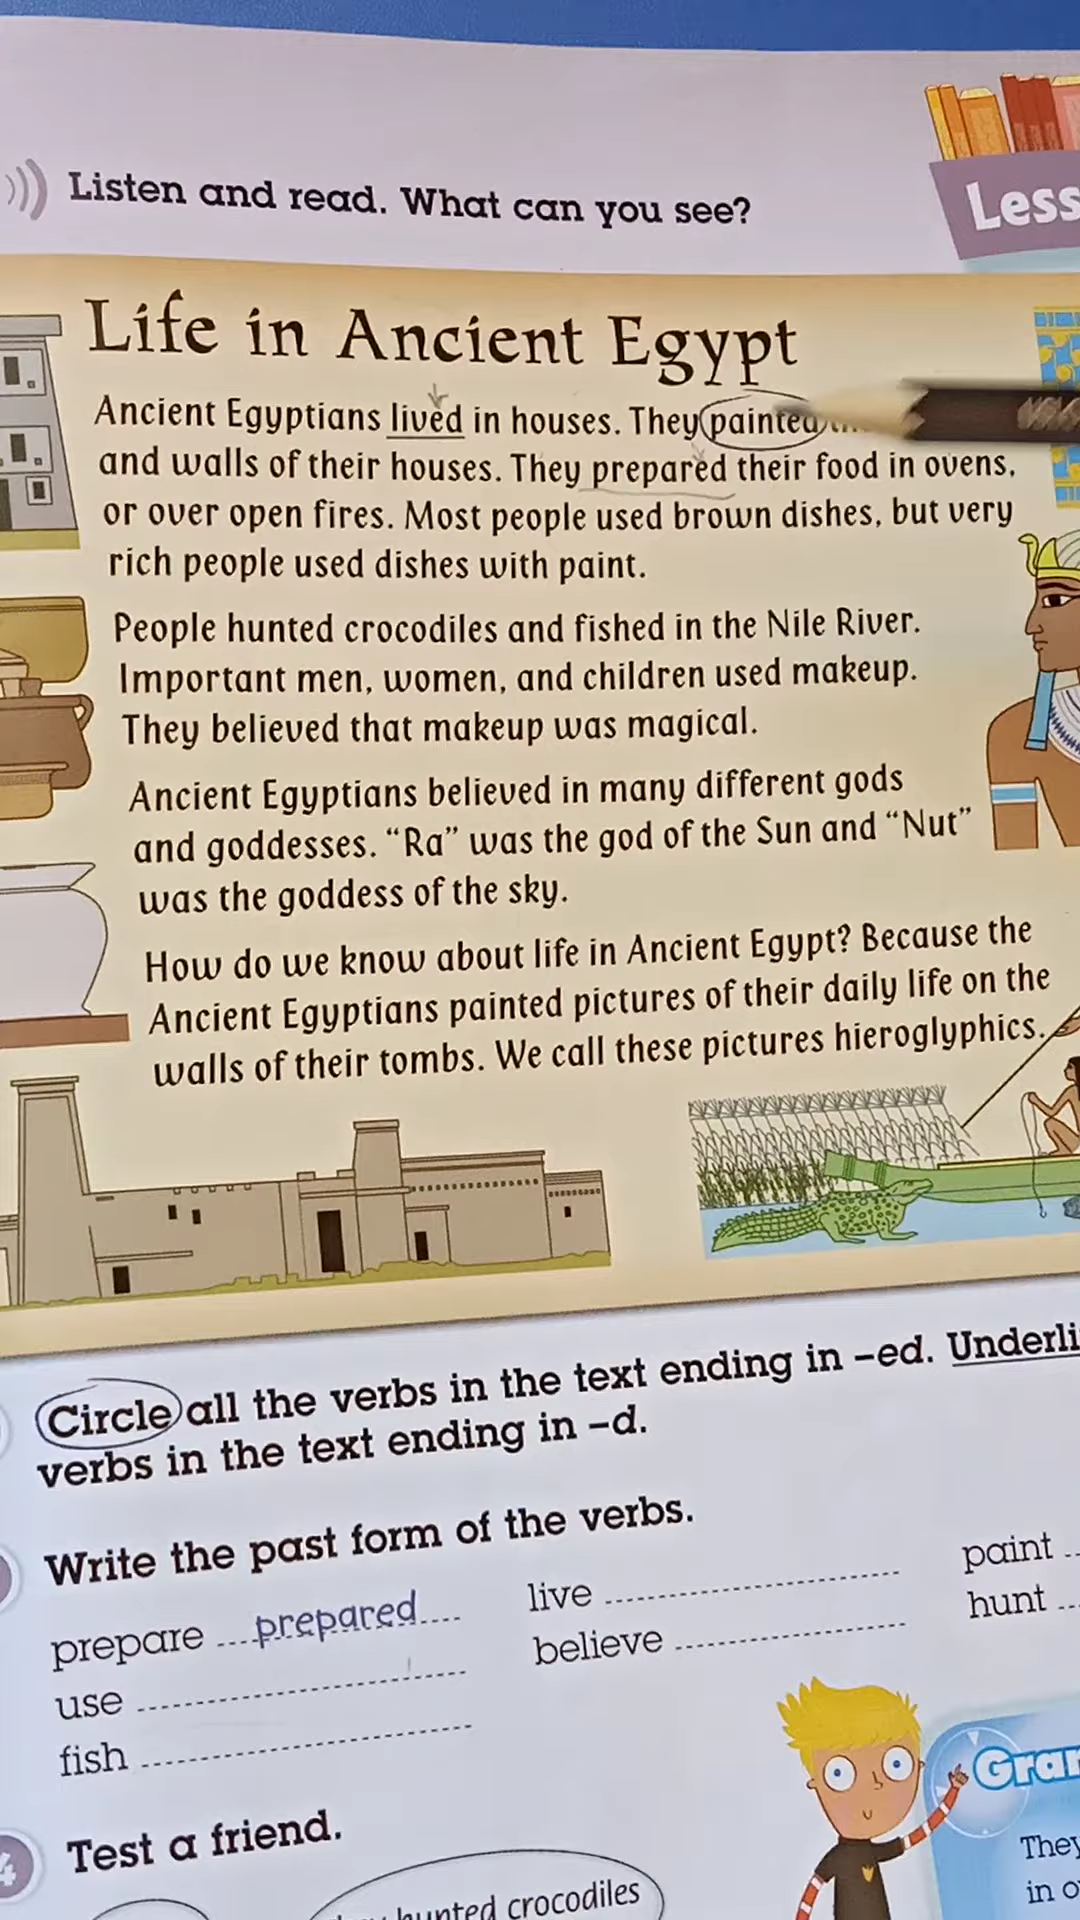 Listen and read. What can you see?
Less
Life in Ancient Egypt
Ancient Egyptians lived in houses. They painted
and walls of their houses. They prepared their food in ovens,
or over open fires. Most people used brown dishes, but very
rich people used dishes with paint.
People hunted crocodiles and fished in the Nile River.
Important men, women, and children used makeup.
They believed that makeup was magical.
Ancient Egyptians believed in many different gods
and goddesses. “Ra” was the god of the Sun and “Nut”
was the goddess of the sky.
How do we know about life in Ancient Egypt? Because the
Ancient Egyptians painted pictures of their daily life on the
walls of their tombs. We call these pictures hieroglyphics.
Circle all the verbs in the text ending in –ed. Underli
verbs in the text ending in –d.
Write the past form of the verbs.
prepare prepared live paint
use believe hunt
fish
Gra
4 Test a friend.
They
in o
hunted crocodiles